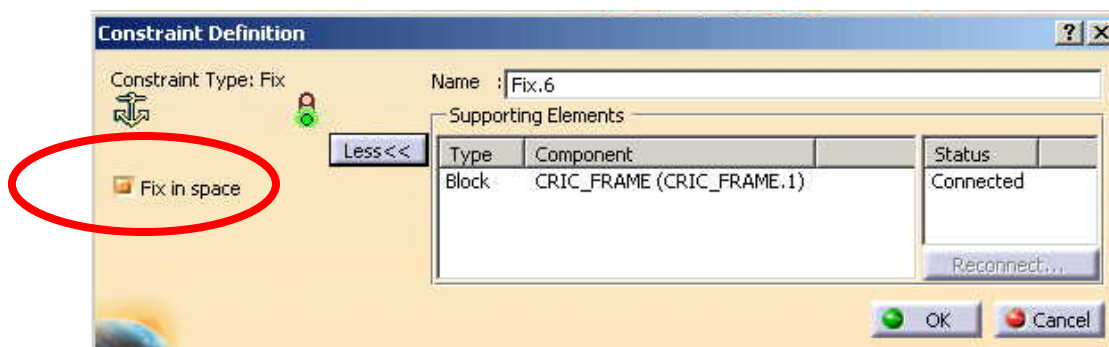 Constraint Definition
? X
Constraint Type: Fix
Name : Fix.6
Supporting Elements
Less<<
Type Component Status
Block CRIC_FRAME (CRIC_FRAME.1) Connected
Fix in space
Reconnect...
OK Cancel